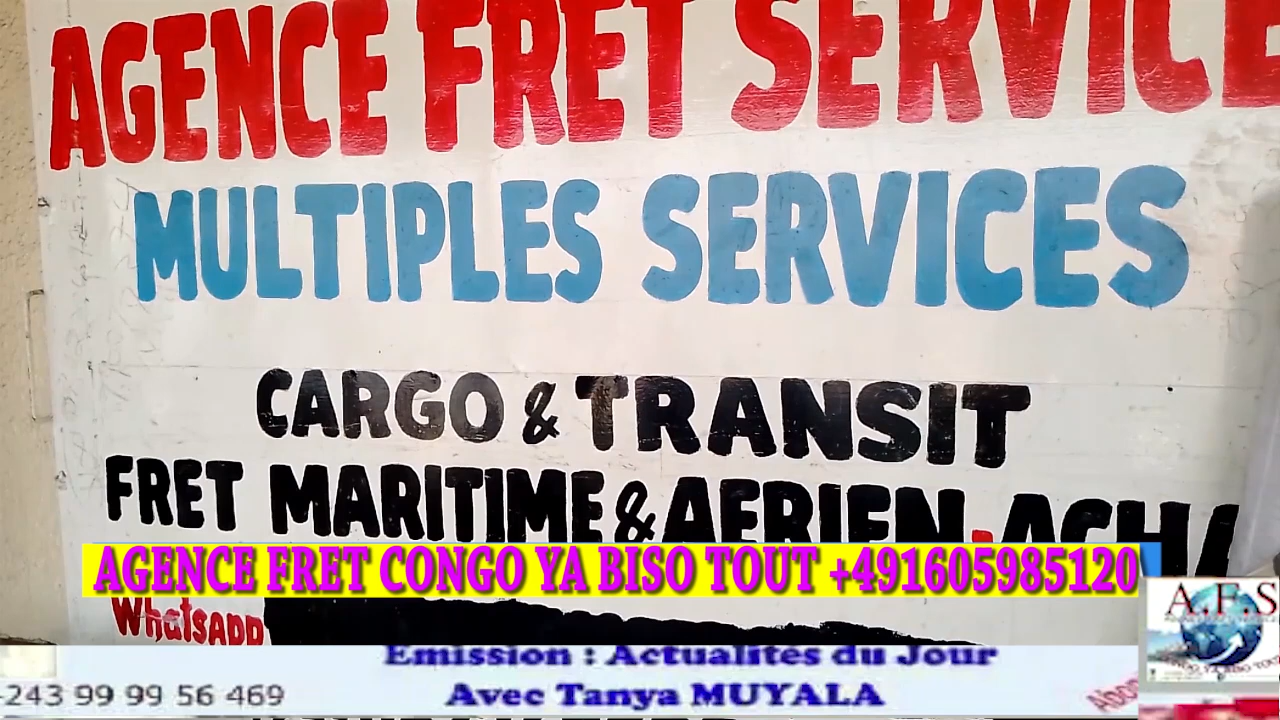 AGENCE FRET SERVICE
MULTIPLES SERVICES
CARGO & TRANSIT
FRET MARITIME & AERIEN
AGENCE FRET CONGO YA BISO TOUT +491605985120
WhatsApp
A.F.S
Emission : Actualités du Jour
-243 99 99 56 469
Avec Tanya MUYALA